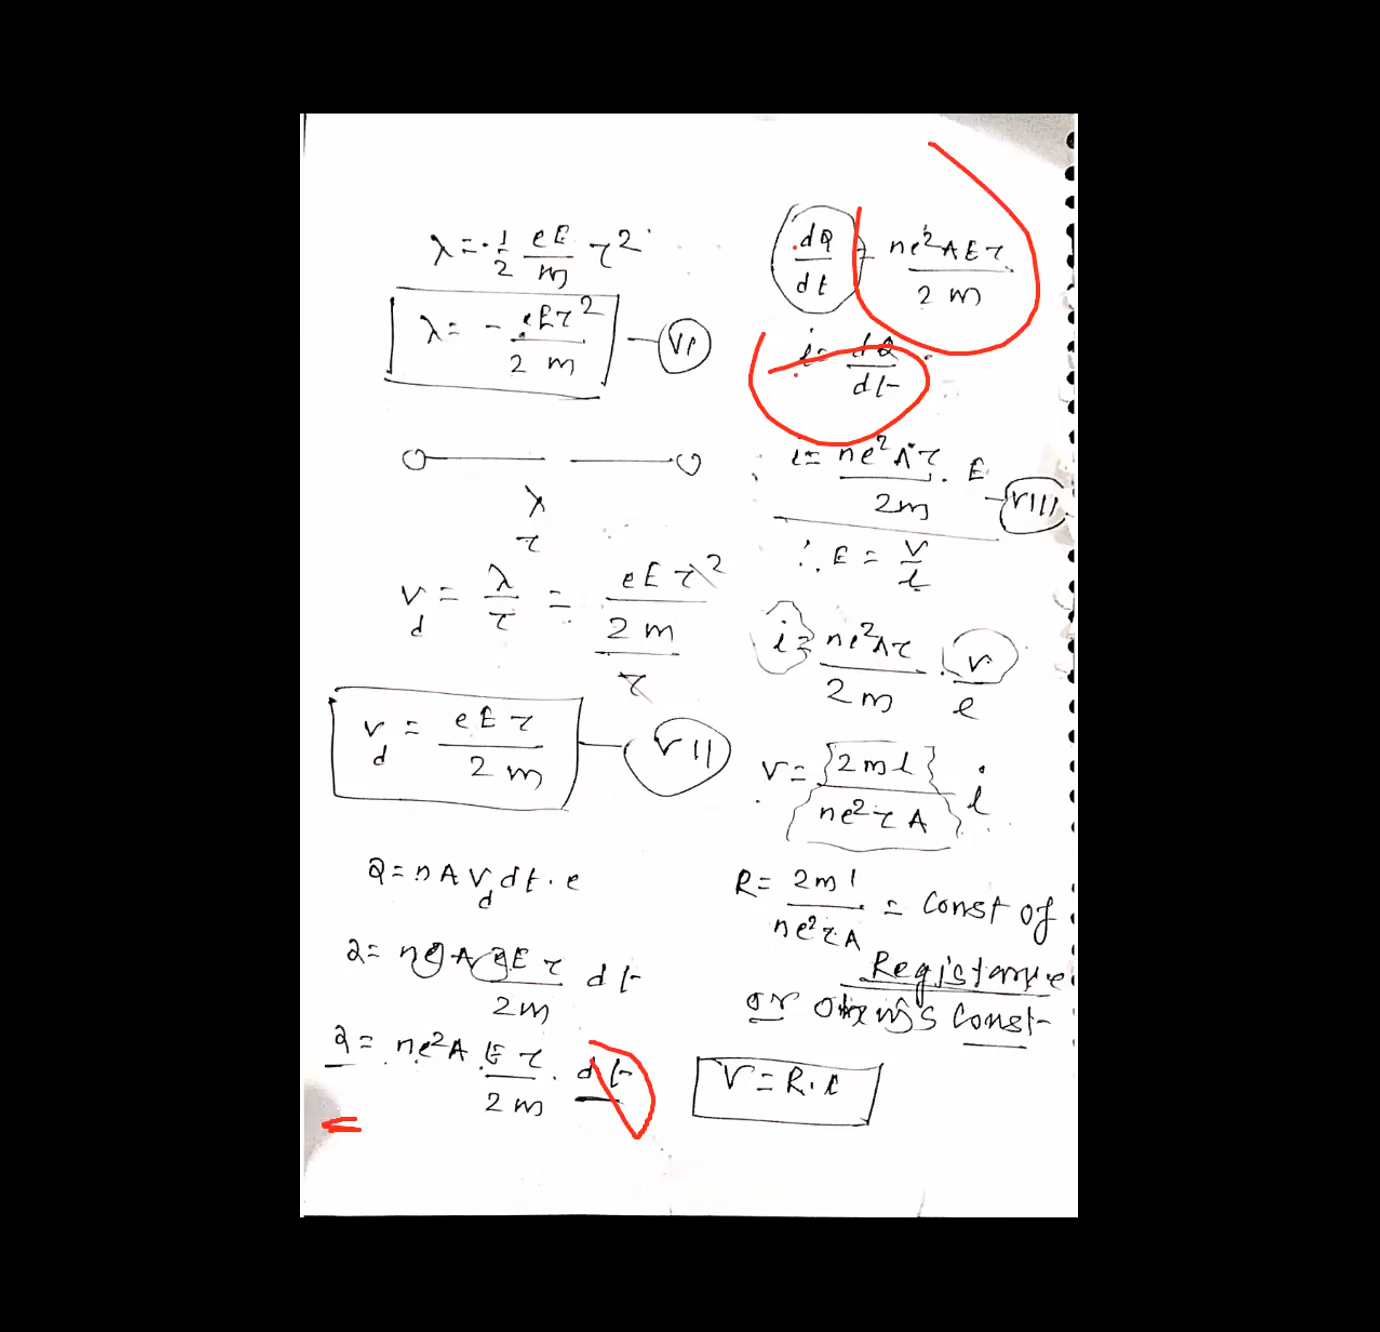 λ = -1/2 eE/m τ²
λ = - eEτ²/2m — VI
λ
τ
v_d = λ/τ = eEτ²/2m/τ
v_d = eEτ/2m — VII
Q = nAv_d dt · e
Q = neA eEτ/2m dt
Q = ne²A Eτ/2m · dt
dQ/dt = ne²AEτ/2m
i = dQ/dt
i = ne²Aτ/2m · E — VIII
∴ E = V/l
i = ne²Aτ/2m · V/l
V = {2ml/ne²τA} i
R = 2ml/ne²τA = Const of
Registance
or Const
V = R.i